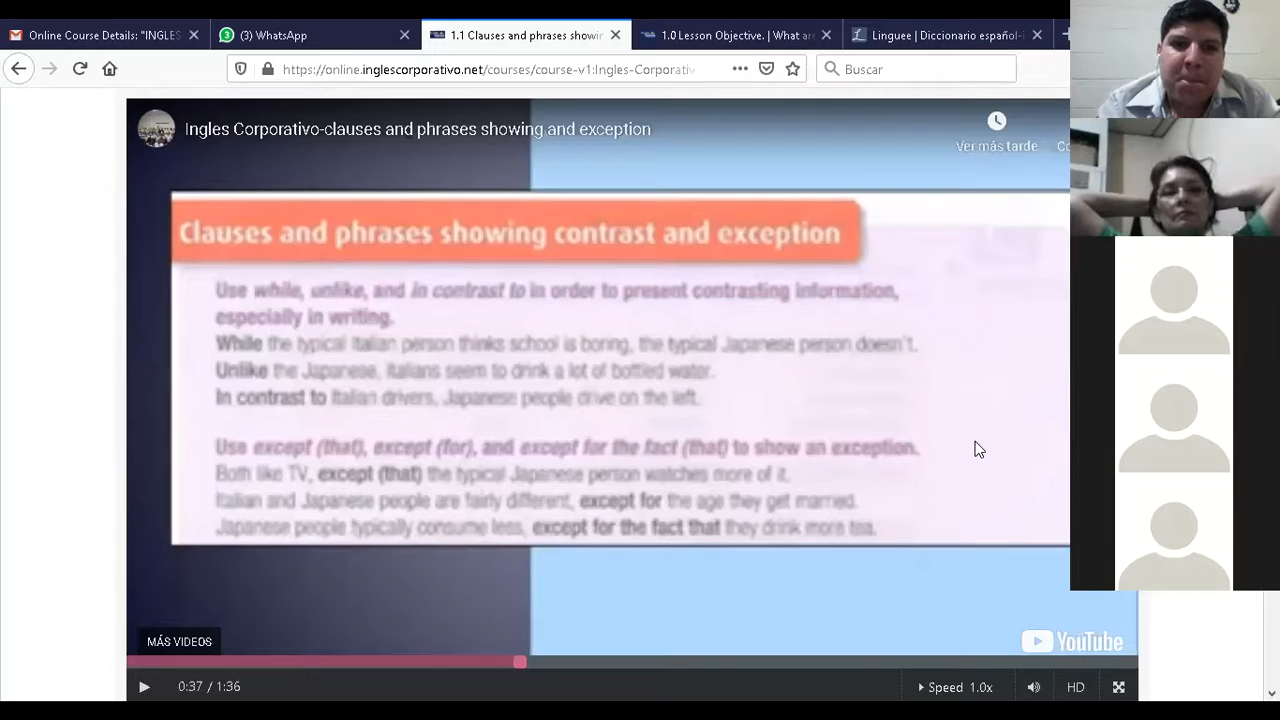 Online Course Details: "INGLES
(3) WhatsApp
1.1 Clauses and phrases showin
1.0 Lesson Objective. | What are
Linguee | Diccionario español-i
https://online.inglescorporativo.net/courses/course-v1:Ingles-Corporativ
Buscar
Ingles Corporativo-clauses and phrases showing and exception
Ver más tarde
Co
Clauses and phrases showing contrast and exception
Use while, unlike, and in contrast to in order to present contrasting information,
especially in writing.
While the typical Italian person thinks school is boring, the typical Japanese person doesn't.
Unlike the Japanese, Italians seem to drink a lot of bottled water.
In contrast to Italian drivers, Japanese people drive on the left.
Use except (that), except (for), and except for the fact (that) to show an exception.
Both like TV, except (that) the typical Japanese person watches more of it.
Italian and Japanese people are fairly different, except for the age they get married.
Japanese people typically consume less, except for the fact that they drink more tea.
MÁS VIDEOS
YouTube
0:37 / 1:36
Speed 1.0x
HD